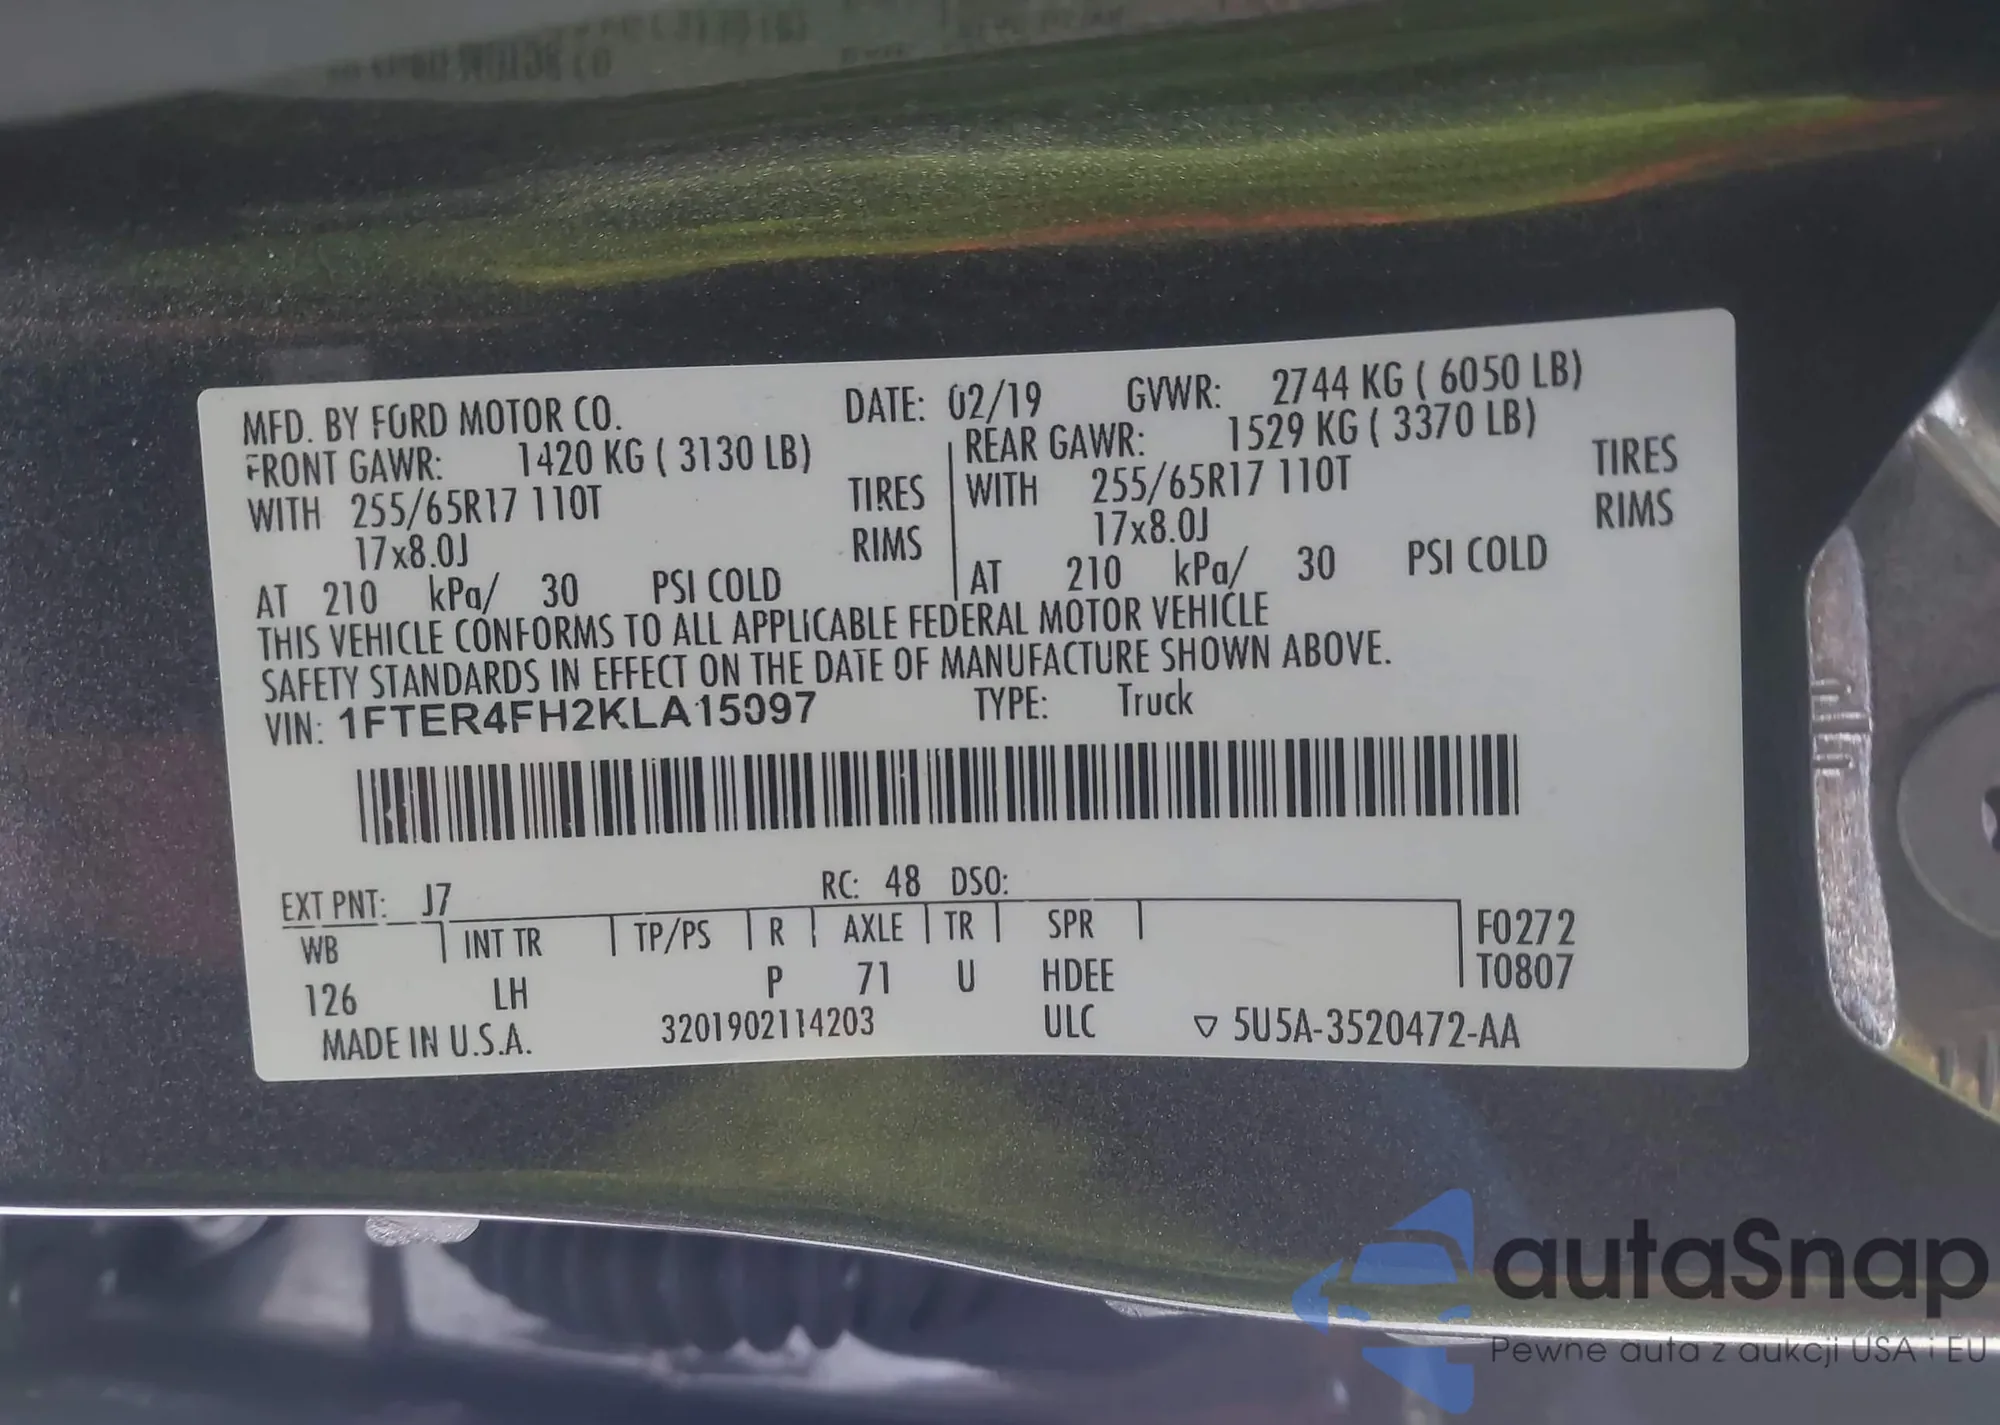 MFD. BY FORD MOTOR CO. DATE: 02/19 GVWR: 2744 KG ( 6050 LB)
FRONT GAWR: 1420 KG ( 3130 LB) REAR GAWR: 1529 KG ( 3370 LB)
WITH 255/65R17 110T TIRES WITH 255/65R17 110T TIRES
17x8.0J RIMS 17x8.0J RIMS
AT 210 kPa/ 30 PSI COLD AT 210 kPa/ 30 PSI COLD
THIS VEHICLE CONFORMS TO ALL APPLICABLE FEDERAL MOTOR VEHICLE
SAFETY STANDARDS IN EFFECT ON THE DATE OF MANUFACTURE SHOWN ABOVE.
VIN: 1FTER4FH2KLA15097 TYPE: Truck
EXT PNT: J7 RC: 48 DSO:
WB INT TR TP/PS R AXLE TR SPR F0272
126 LH P 71 U HDEE T0807
MADE IN U.S.A. 3201902114203 ULC ▽ 5U5A-3520472-AA
autaSnap
Pewne auta z aukcji USA i EU